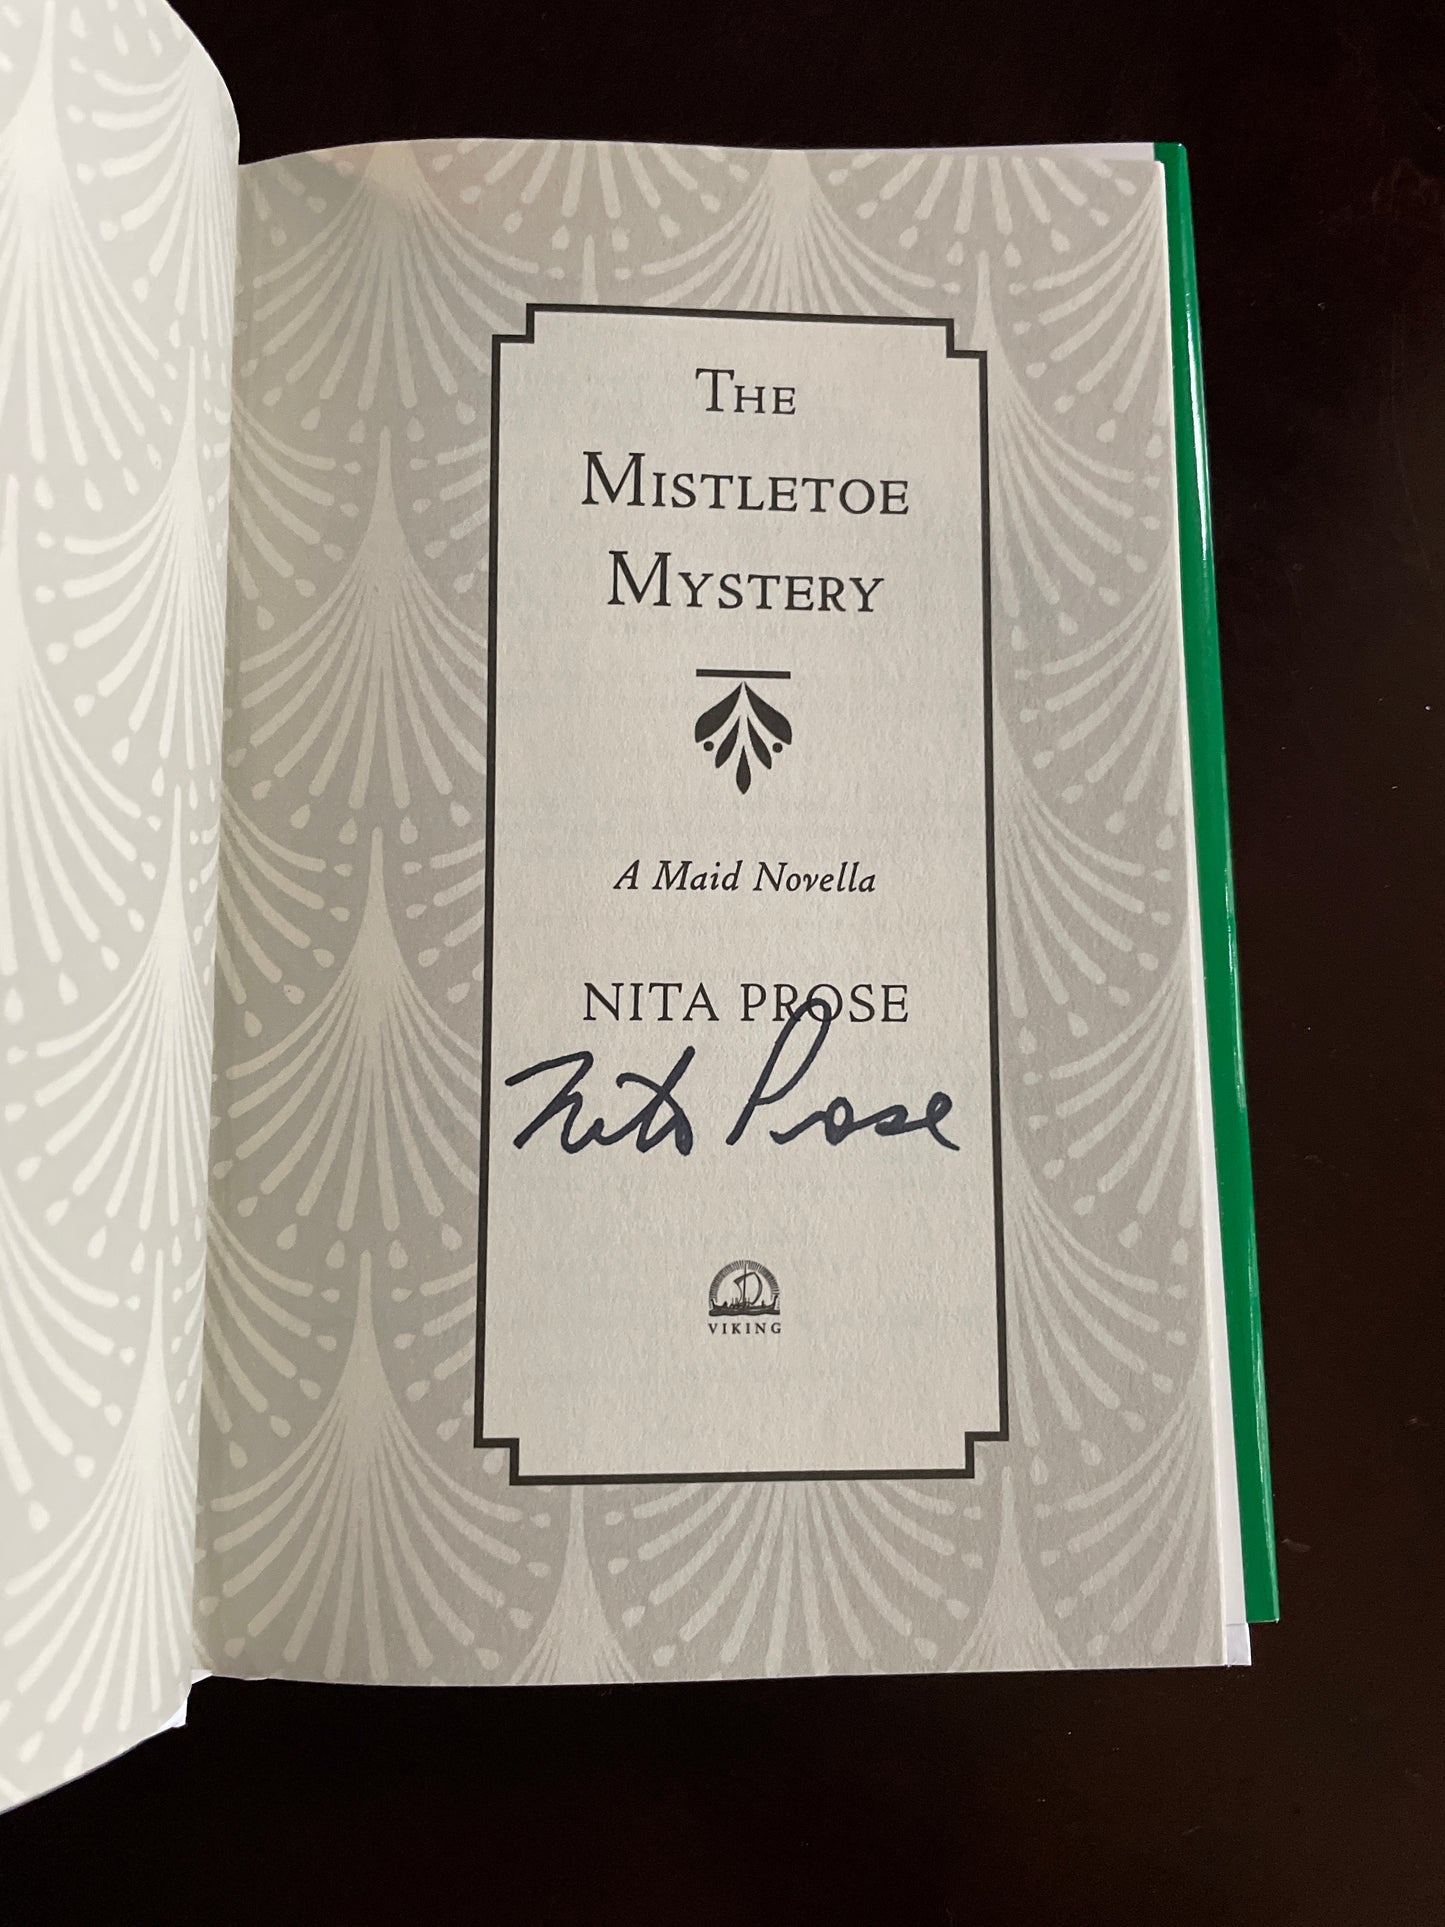 The
Mistletoe
Mystery
A Maid Novella
NITA PROSE
Nita Prose
VIKING